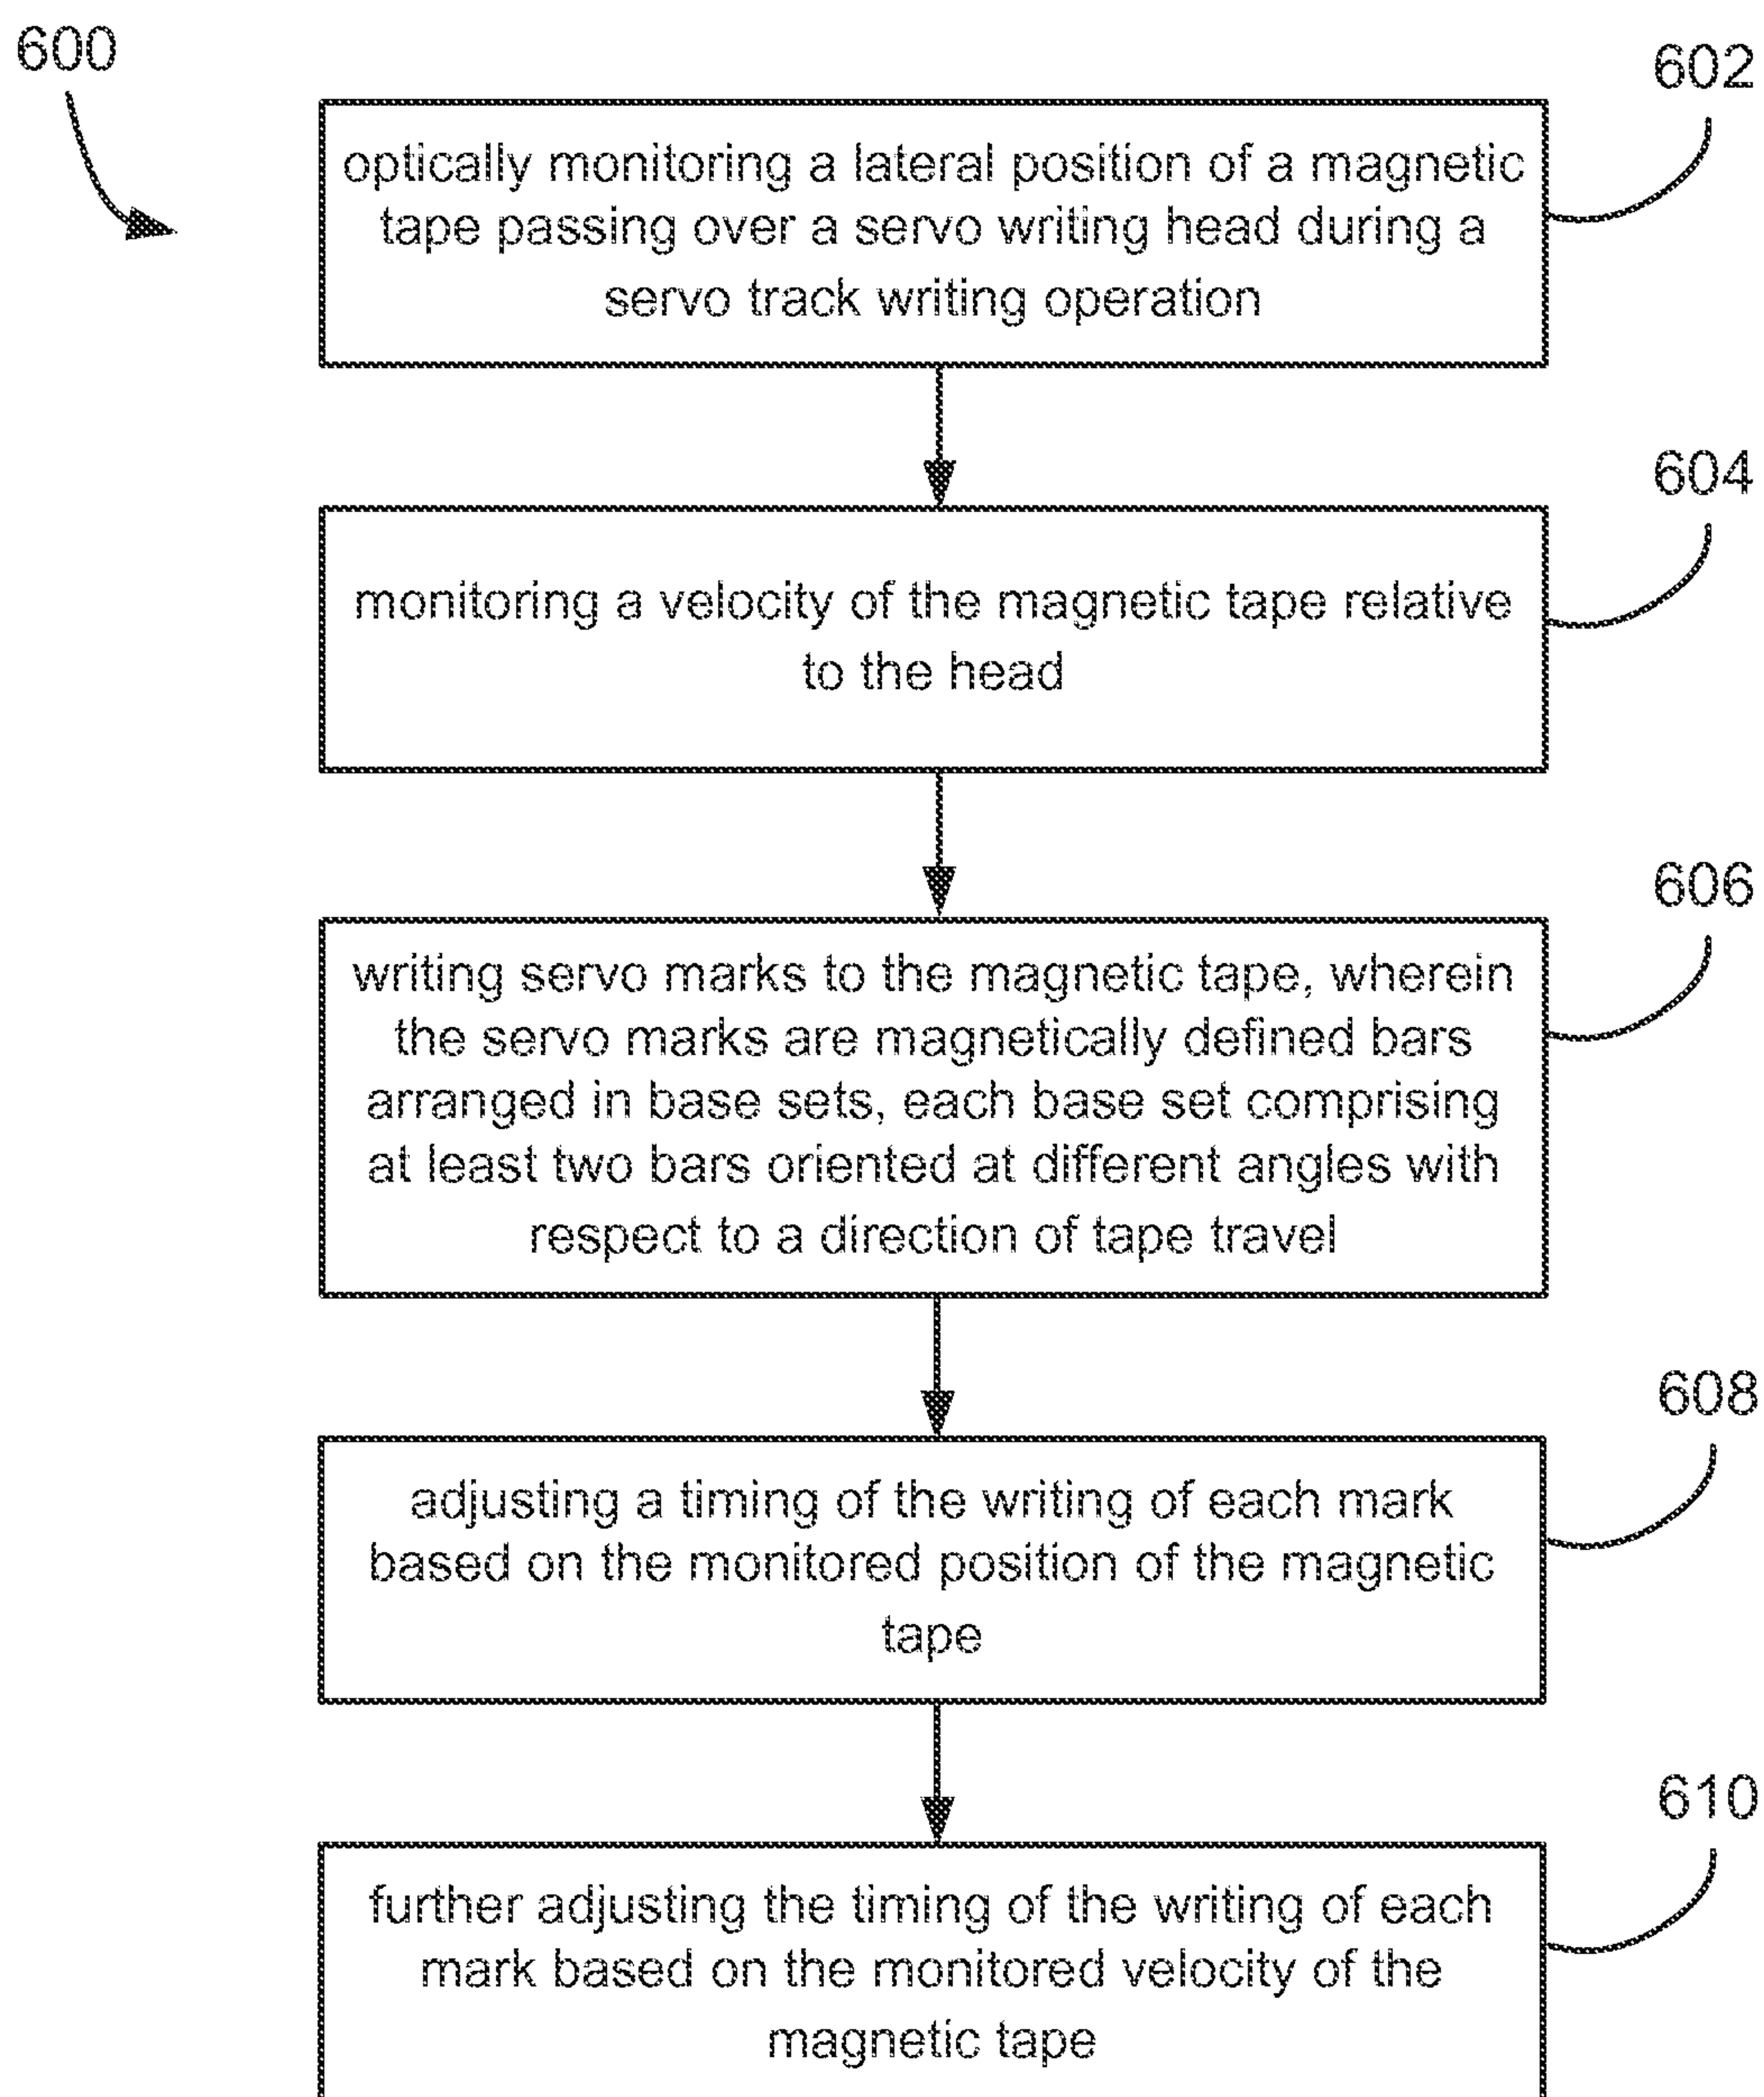 600
602
optically monitoring a lateral position of a magnetic
tape passing over a servo writing head during a
servo track writing operation
604
monitoring a velocity of the magnetic tape relative
to the head
606
writing servo marks to the magnetic tape, wherein
the servo marks are magnetically defined bars
arranged in base sets, each base set comprising
at least two bars oriented at different angles with
respect to a direction of tape travel
608
adjusting a timing of the writing of each mark
based on the monitored position of the magnetic
tape
610
further adjusting the timing of the writing of each
mark based on the monitored velocity of the
magnetic tape